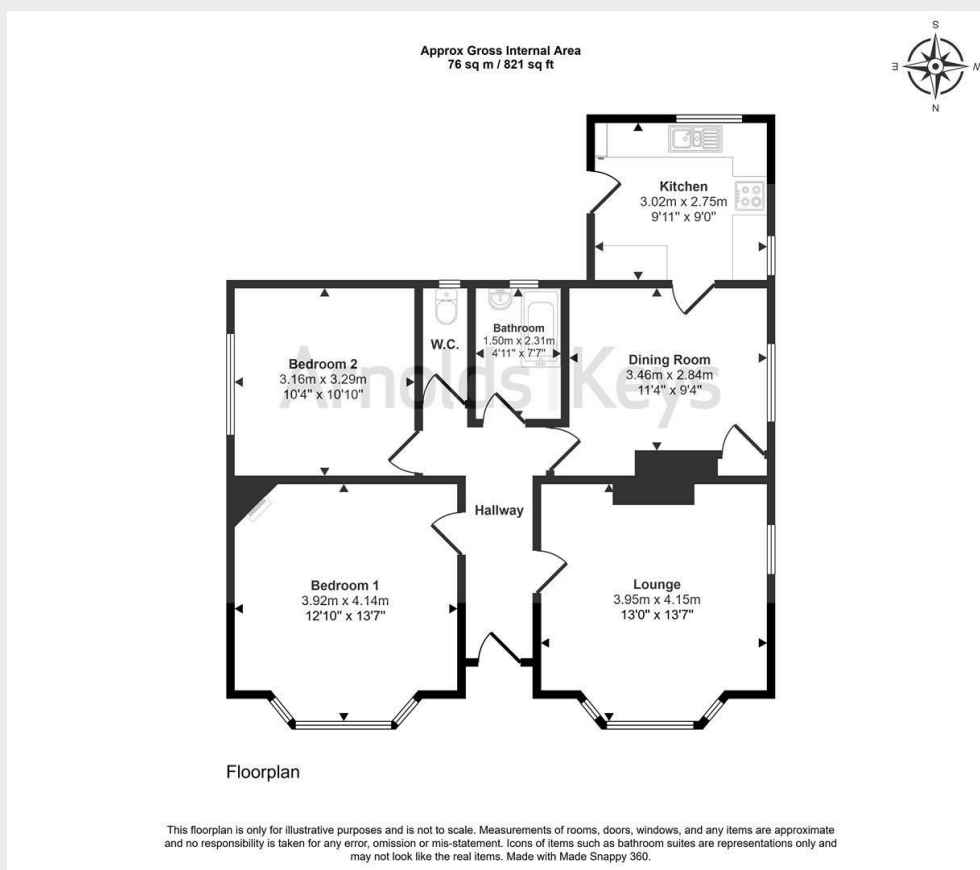 Approx Gross Internal Area
76 sq m / 821 sq ft
S
E
W
N
Kitchen
3.02m x 2.75m
9'11" x 9'0"
Bedroom 2
3.16m x 3.29m
10'4" x 10'10"
W.C.
Bathroom
1.50m x 2.31m
4'11" x 7'7"
Dining Room
3.46m x 2.84m
11'4" x 9'4"
Arnolds|Keys
Hallway
Bedroom 1
3.92m x 4.14m
12'10" x 13'7"
Lounge
3.95m x 4.15m
13'0" x 13'7"
Floorplan
This floorplan is only for illustrative purposes and is not to scale. Measurements of rooms, doors, windows, and any items are approximate
and no responsibility is taken for any error, omission or mis-statement. Icons of items such as bathroom suites are representations only and
may not look like the real items. Made with Made Snappy 360.